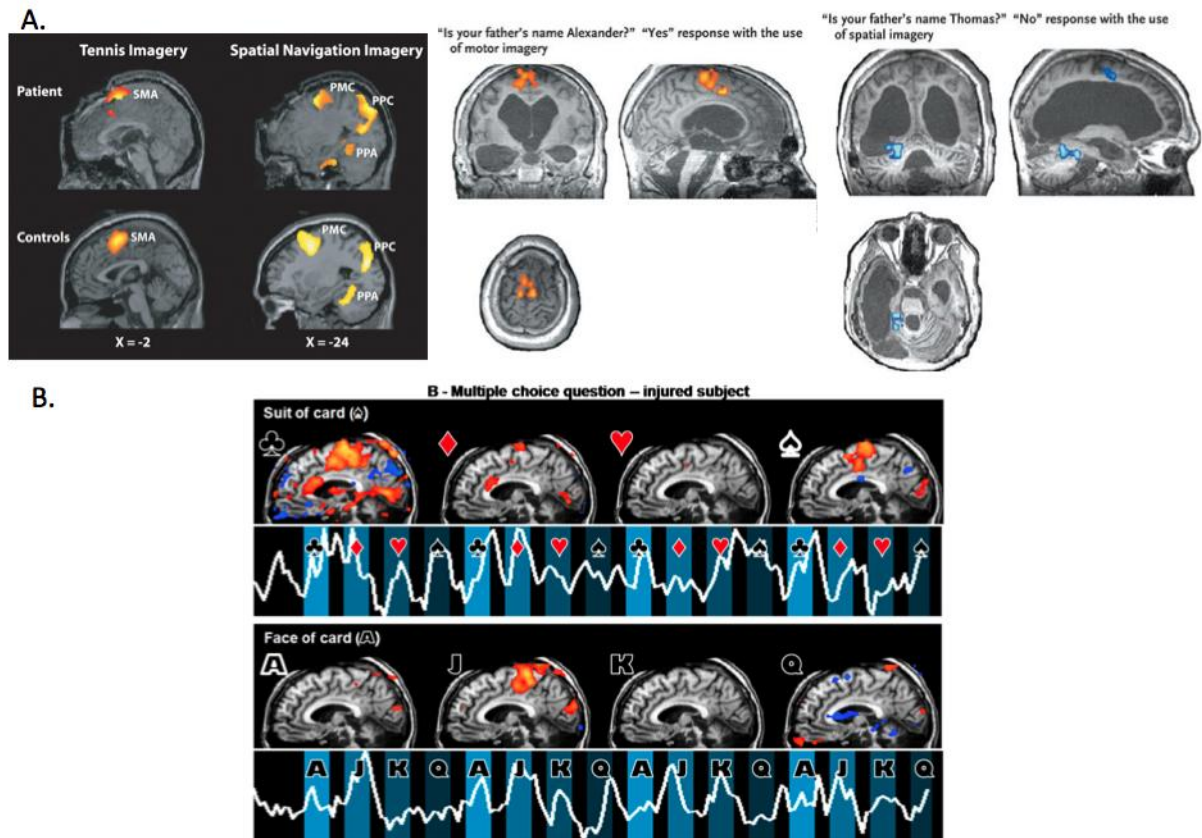 A.
Tennis Imagery
Spatial Navigation Imagery
Patient
SMA
PMC
PPC
PPA
Controls
SMA
PMC
PPC
PPA
X = -2
X = -24
“Is your father’s name Alexander?”
“Yes” response with the use
of motor imagery
“Is your father’s name Thomas?”
“No” response with the use
of spatial imagery
B.
B - Multiple choice question – injured subject
Suit of card (♠)
♣ ♦ ♥ ♠
♣ ♦ ♥ ♠ ♣ ♦ ♥ ♠ ♣ ♦ ♥ ♠ ♣ ♦ ♥ ♠
Face of card (A)
A J K Q
A J K Q A J K Q A J K Q A J K Q